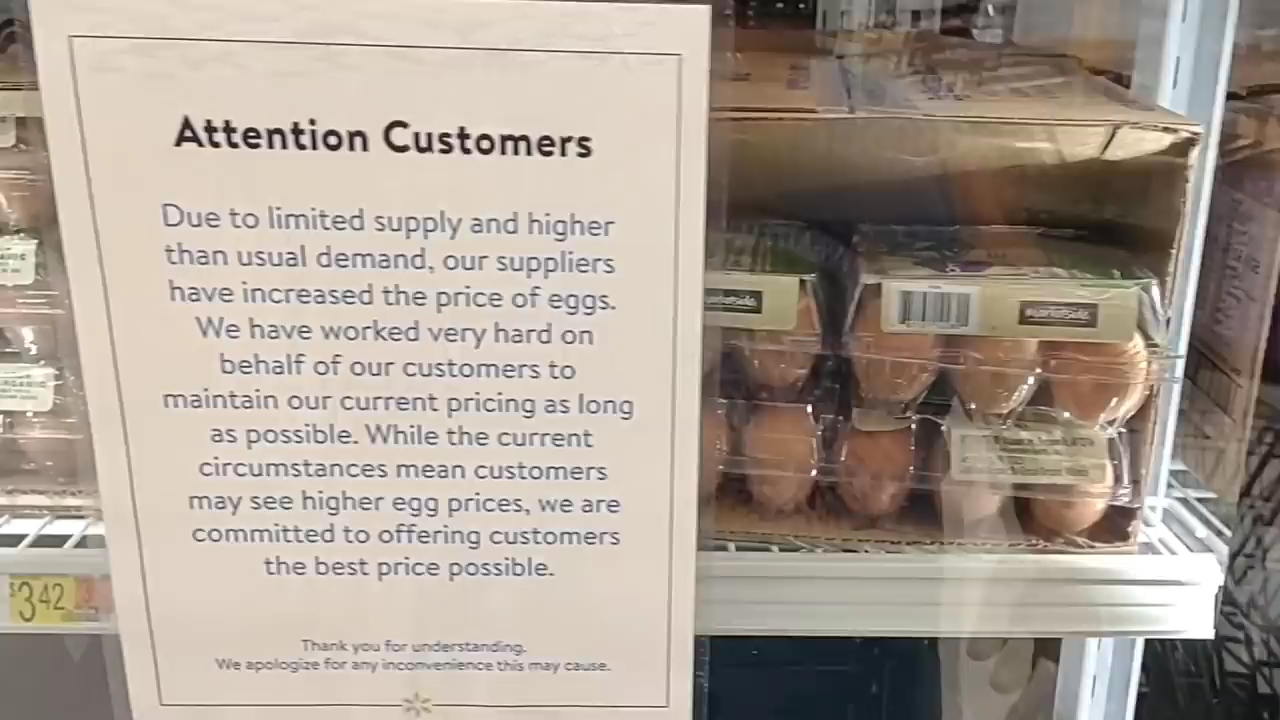 Attention Customers
Due to limited supply and higher
than usual demand, our suppliers
have increased the price of eggs.
We have worked very hard on
behalf of our customers to
maintain our current pricing as long
as possible. While the current
circumstances mean customers
may see higher egg prices, we are
committed to offering customers
the best price possible.
Thank you for understanding.
We apologize for any inconvenience this may cause.
$3.42
marketside